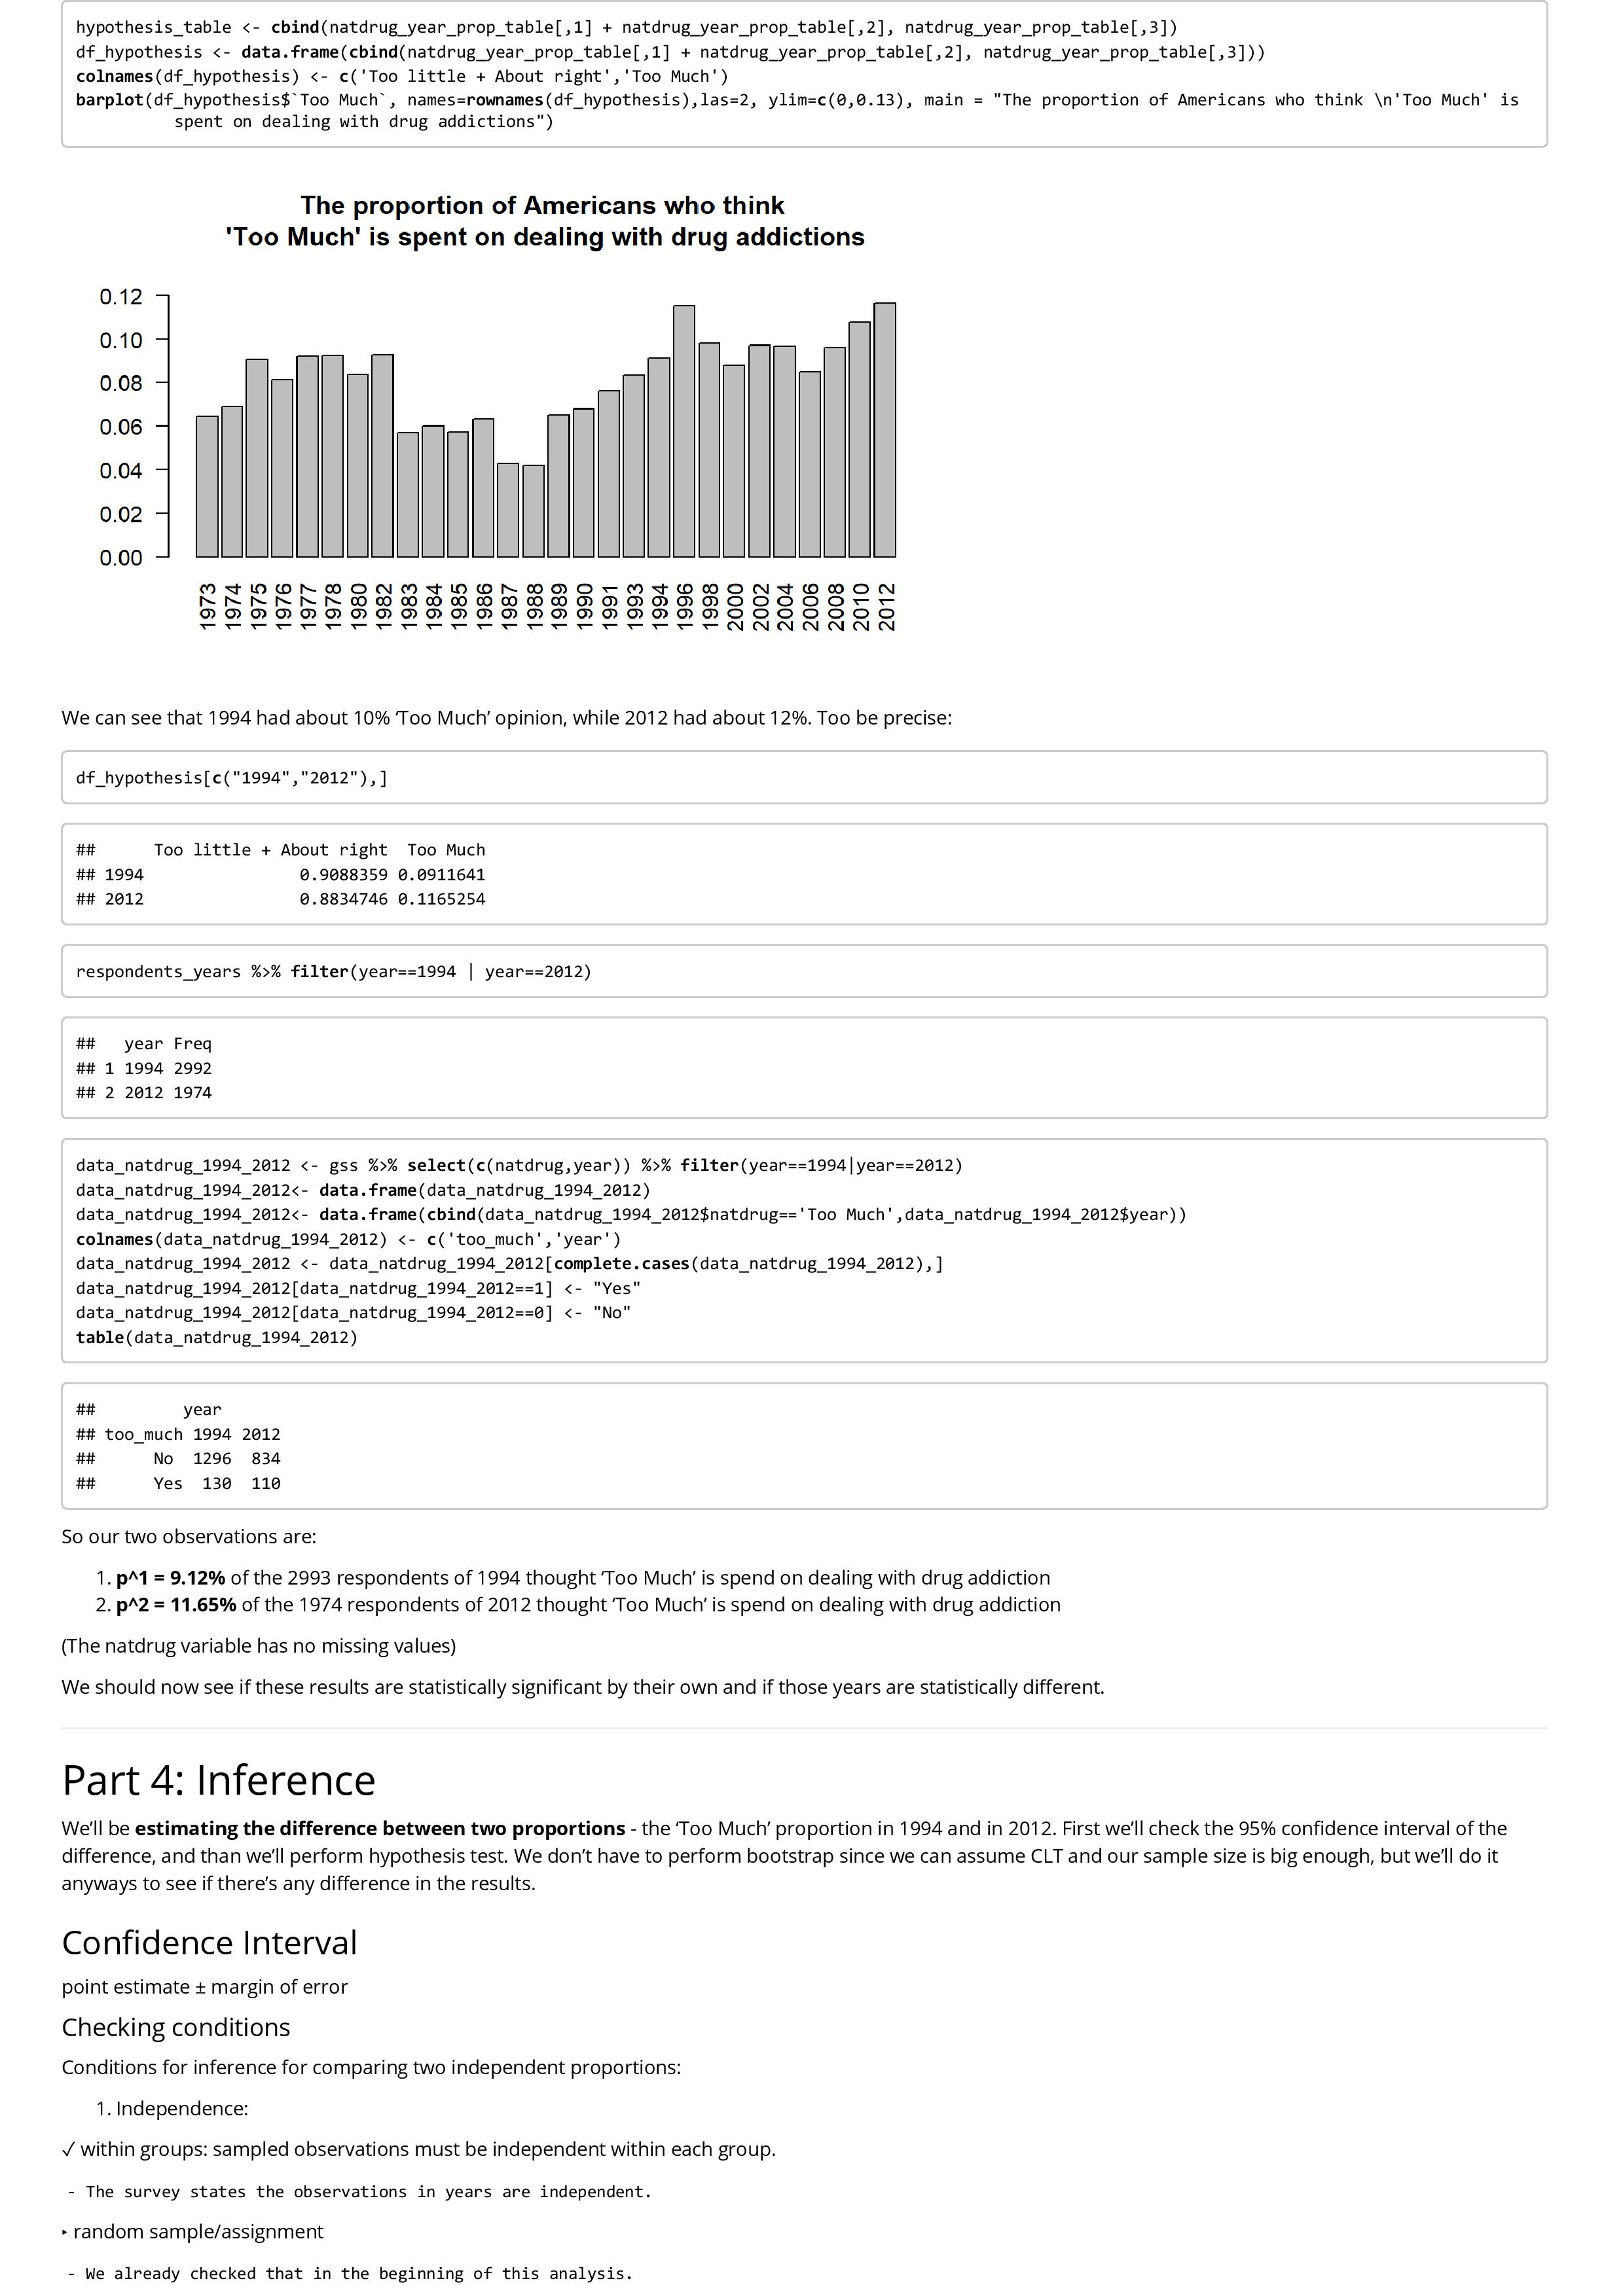 hypothesis_table <- cbind(natdrug_year_prop_table[,1] + natdrug_year_prop_table[,2], natdrug_year_prop_table[,3])
df_hypothesis <- data.frame(cbind(natdrug_year_prop_table[,1] + natdrug_year_prop_table[,2], natdrug_year_prop_table[,3]))
colnames(df_hypothesis) <- c('Too little + About right','Too Much')
barplot(df_hypothesis$`Too Much`, names=rownames(df_hypothesis),las=2, ylim=c(0,0.13), main = "The proportion of Americans who think \n'Too Much' is
spent on dealing with drug addictions")
The proportion of Americans who think
'Too Much' is spent on dealing with drug addictions
0.12
0.10
0.08
0.06
0.04
0.02
0.00
1973 1974 1975 1976 1977 1978 1980 1982 1983 1984 1985 1986 1987 1988 1989 1990 1991 1993 1994 1996 1998 2000 2002 2004 2006 2008 2010 2012
We can see that 1994 had about 10% ‘Too Much’ opinion, while 2012 had about 12%. Too be precise:
df_hypothesis[c("1994","2012"),]
##      Too little + About right  Too Much
## 1994                0.9088359 0.0911641
## 2012                0.8834746 0.1165254
respondents_years %>% filter(year==1994 | year==2012)
##   year Freq
## 1 1994 2992
## 2 2012 1974
data_natdrug_1994_2012 <- gss %>% select(c(natdrug,year)) %>% filter(year==1994|year==2012)
data_natdrug_1994_2012<- data.frame(data_natdrug_1994_2012)
data_natdrug_1994_2012<- data.frame(cbind(data_natdrug_1994_2012$natdrug=='Too Much',data_natdrug_1994_2012$year))
colnames(data_natdrug_1994_2012) <- c('too_much','year')
data_natdrug_1994_2012 <- data_natdrug_1994_2012[complete.cases(data_natdrug_1994_2012),]
data_natdrug_1994_2012[data_natdrug_1994_2012==1] <- "Yes"
data_natdrug_1994_2012[data_natdrug_1994_2012==0] <- "No"
table(data_natdrug_1994_2012)
##         year
## too_much 1994 2012
##      No  1296  834
##      Yes  130  110
So our two observations are:
1. p^1 = 9.12% of the 2993 respondents of 1994 thought ‘Too Much’ is spend on dealing with drug addiction
2. p^2 = 11.65% of the 1974 respondents of 2012 thought ‘Too Much’ is spend on dealing with drug addiction
(The natdrug variable has no missing values)
We should now see if these results are statistically significant by their own and if those years are statistically different.
Part 4: Inference
We’ll be estimating the difference between two proportions - the ‘Too Much’ proportion in 1994 and in 2012. First we’ll check the 95% confidence interval of the
difference, and than we’ll perform hypothesis test. We don’t have to perform bootstrap since we can assume CLT and our sample size is big enough, but we’ll do it
anyways to see if there’s any difference in the results.
Confidence Interval
point estimate ± margin of error
Checking conditions
Conditions for inference for comparing two independent proportions:
1. Independence:
✓ within groups: sampled observations must be independent within each group.
- The survey states the observations in years are independent.
‣ random sample/assignment
- We already checked that in the beginning of this analysis.